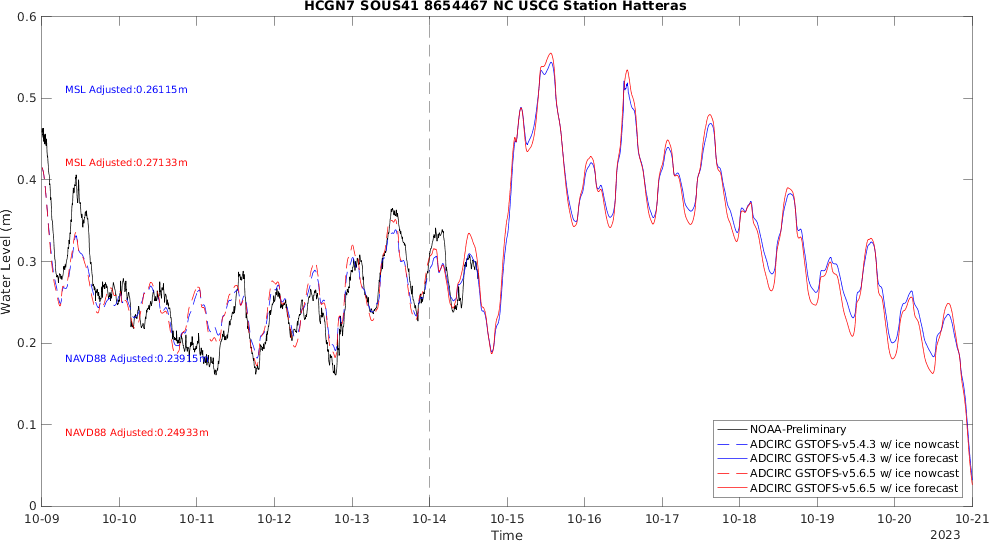 HCGN7 SOUS41 8654467 NC USCG Station Hatteras
0.6
0.5
0.4
0.3
0.2
0.1
0
Water Level (m)
MSL Adjusted:0.26115m
MSL Adjusted:0.27133m
NAVD88 Adjusted:0.23915m
NAVD88 Adjusted:0.24933m
NOAA-Preliminary
ADCIRC GSTOFS-v5.4.3 w/ ice nowcast
ADCIRC GSTOFS-v5.4.3 w/ ice forecast
ADCIRC GSTOFS-v5.6.5 w/ ice nowcast
ADCIRC GSTOFS-v5.6.5 w/ ice forecast
10-09 10-10 10-11 10-12 10-13 10-14 10-15 10-16 10-17 10-18 10-19 10-20 10-21
Time
2023